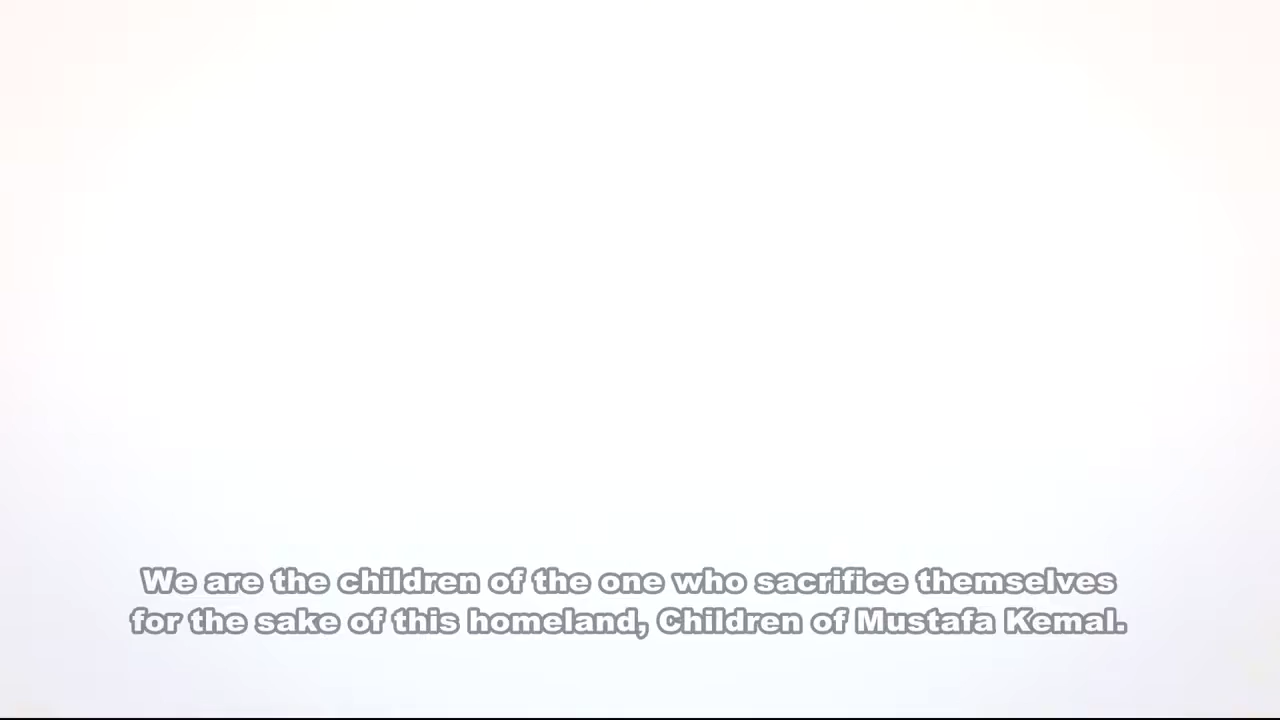 We are the children of the one who sacrifice themselves
for the sake of this homeland, Children of Mustafa Kemal.